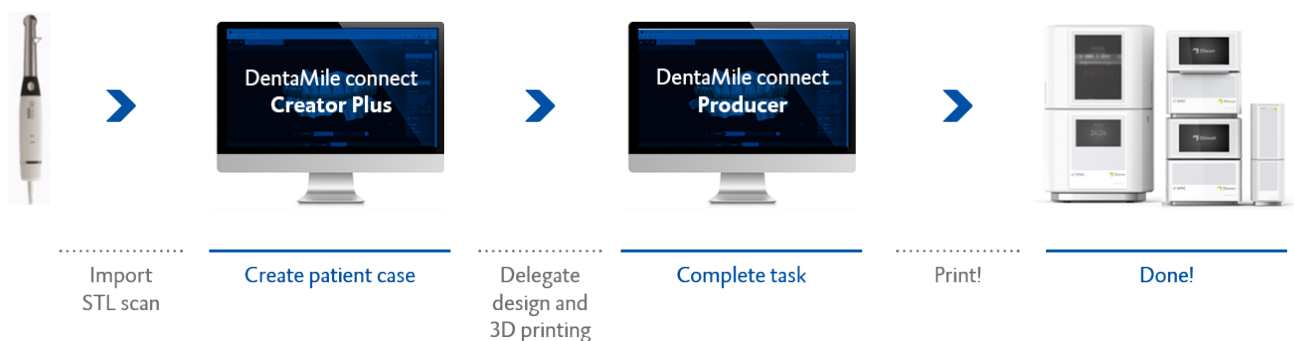 DentaMile connect
Creator Plus
DentaMile connect
Producer
Import
STL scan
Create patient case
Delegate
design and
3D printing
Complete task
Print!
Done!